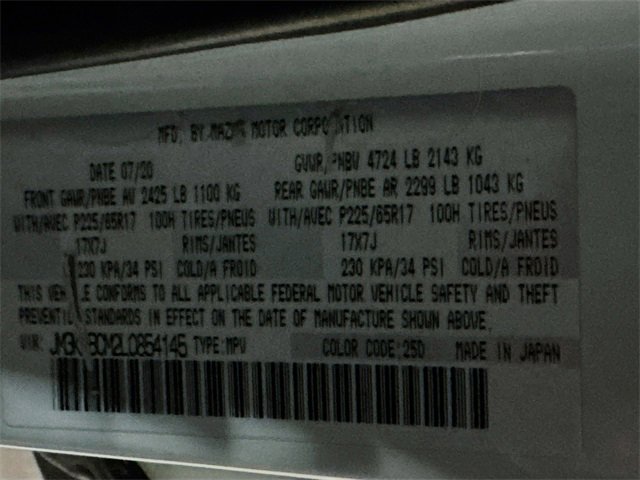 MFD. BY MAZDA MOTOR CORPORATION
DATE 07/20 GVWR/PNBV 4724 LB 2143 KG
FRONT GAWR/PNBE AV 2425 LB 1100 KG REAR GAWR/PNBE AR 2299 LB 1043 KG
WITH/AVEC P225/65R17 100H TIRES/PNEUS WITH/AVEC P225/65R17 100H TIRES/PNEUS
17X7J RIMS/JANTES 17X7J RIMS/JANTES
230 KPA/34 PSI COLD/A FROID 230 KPA/34 PSI COLD/A FROID
THIS VEHICLE CONFORMS TO ALL APPLICABLE FEDERAL MOTOR VEHICLE SAFETY AND THEFT
PREVENTION STANDARDS IN EFFECT ON THE DATE OF MANUFACTURE SHOWN ABOVE.
VIN: TYPE:MPV COLOR CODE:25D MADE IN JAPAN